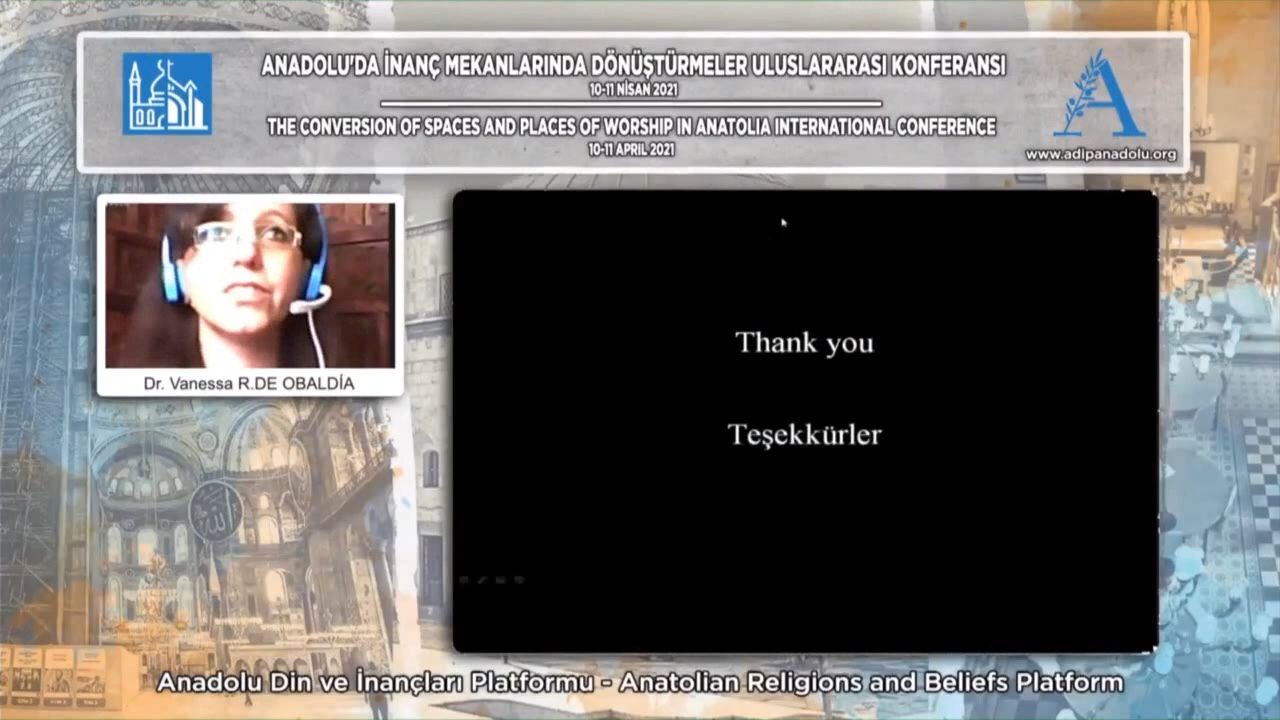 ANADOLU'DA İNANÇ MEKANLARINDA DÖNÜŞTÜRMELER ULUSLARARASI KONFERANSI
10-11 NİSAN 2021
THE CONVERSION OF SPACES AND PLACES OF WORSHIP IN ANATOLIA INTERNATIONAL CONFERENCE
10-11 APRIL 2021
A
www.adipanadolu.org
Dr. Vanessa R.DE OBALDÍA
Thank you
Teşekkürler
Anadolu Din ve İnançları Platformu - Anatolian Religions and Beliefs Platform